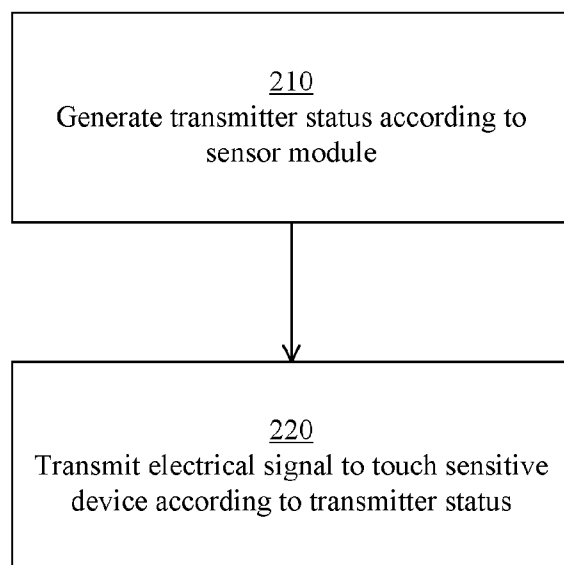 210
Generate transmitter status according to
sensor module
220
Transmit electrical signal to touch sensitive
device according to transmitter status